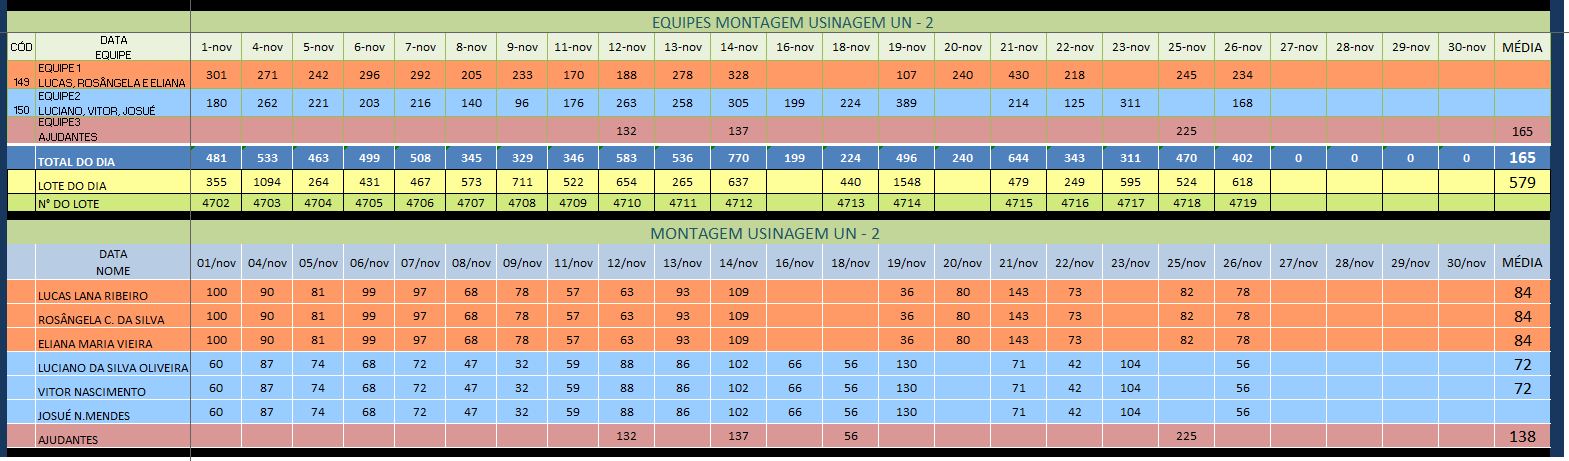 EQUIPES MONTAGEM USINAGEM UN - 2
CÓD DATA EQUIPE 1-nov 4-nov 5-nov 6-nov 7-nov 8-nov 9-nov 11-nov 12-nov 13-nov 14-nov 16-nov 18-nov 19-nov 20-nov 21-nov 22-nov 23-nov 25-nov 26-nov 27-nov 28-nov 29-nov 30-nov MÉDIA
149 EQUIPE 1 LUCAS, ROSÂNGELA E ELIANA 301 271 242 296 292 205 233 170 188 278 328 107 240 430 218 245 234
150 EQUIPE2 LUCIANO, VITOR, JOSUÉ 180 262 221 203 216 140 96 176 263 258 305 199 224 389 214 125 311 168
EQUIPE3 AJUDANTES 132 137 225 165
TOTAL DO DIA 481 533 463 499 508 345 329 346 583 536 770 199 224 496 240 644 343 311 470 402 0 0 0 0 165
LOTE DO DIA 355 1094 264 431 467 573 711 522 654 265 637 440 1548 479 249 595 524 618 579
N° DO LOTE 4702 4703 4704 4705 4706 4707 4708 4709 4710 4711 4712 4713 4714 4715 4716 4717 4718 4719
MONTAGEM USINAGEM UN - 2
DATA NOME 01/nov 04/nov 05/nov 06/nov 07/nov 08/nov 09/nov 11/nov 12/nov 13/nov 14/nov 16/nov 18/nov 19/nov 20/nov 21/nov 22/nov 23/nov 25/nov 26/nov 27/nov 28/nov 29/nov 30/nov MÉDIA
LUCAS LANA RIBEIRO 100 90 81 99 97 68 78 57 63 93 109 36 80 143 73 82 78 84
ROSÂNGELA C. DA SILVA 100 90 81 99 97 68 78 57 63 93 109 36 80 143 73 82 78 84
ELIANA MARIA VIEIRA 100 90 81 99 97 68 78 57 63 93 109 36 80 143 73 82 78 84
LUCIANO DA SILVA OLIVEIRA 60 87 74 68 72 47 32 59 88 86 102 66 56 130 71 42 104 56 72
VITOR NASCIMENTO 60 87 74 68 72 47 32 59 88 86 102 66 56 130 71 42 104 56 72
JOSUÉ N.MENDES 60 87 74 68 72 47 32 59 88 86 102 66 56 130 71 42 104 56
AJUDANTES 132 137 56 225 138